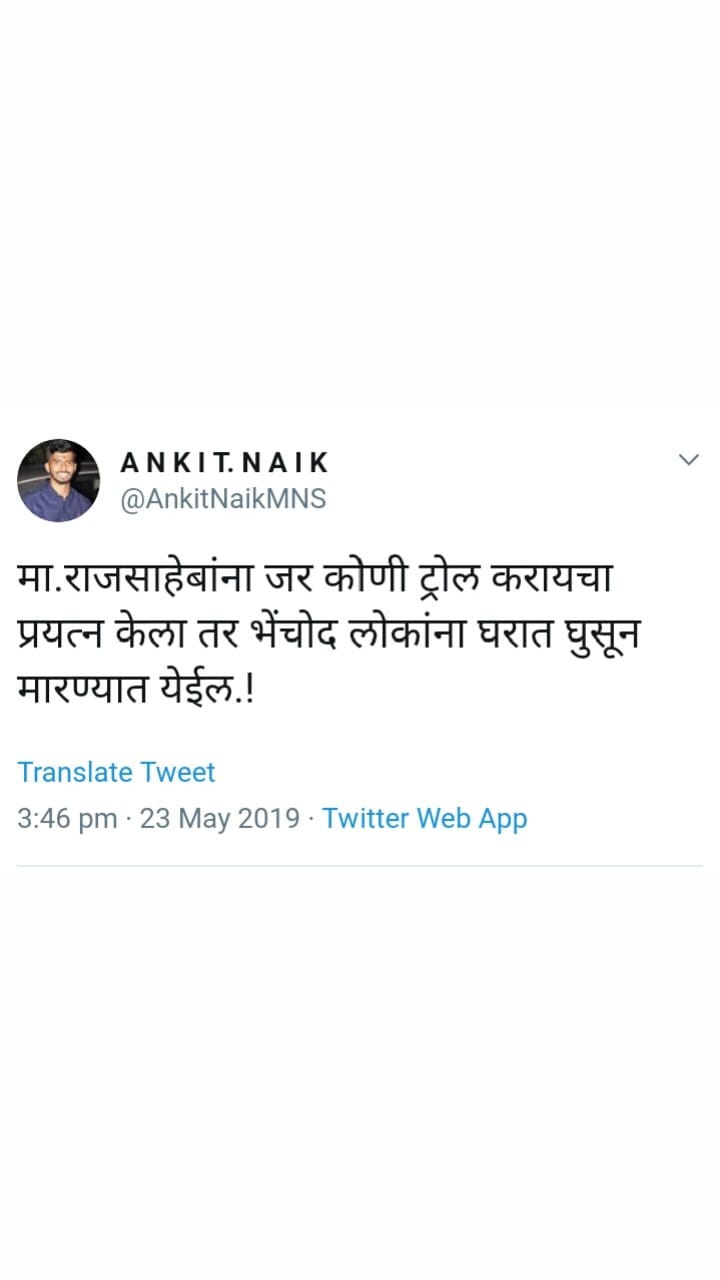 ANKIT.NAIK
@AnkitNaikMNS
मा.राजसाहेबांना जर कोणी ट्रोल करायचा
प्रयत्न केला तर भेंचोद लोकांना घरात घुसून
मारण्यात येईल.!
Translate Tweet
3:46 pm · 23 May 2019 · Twitter Web App